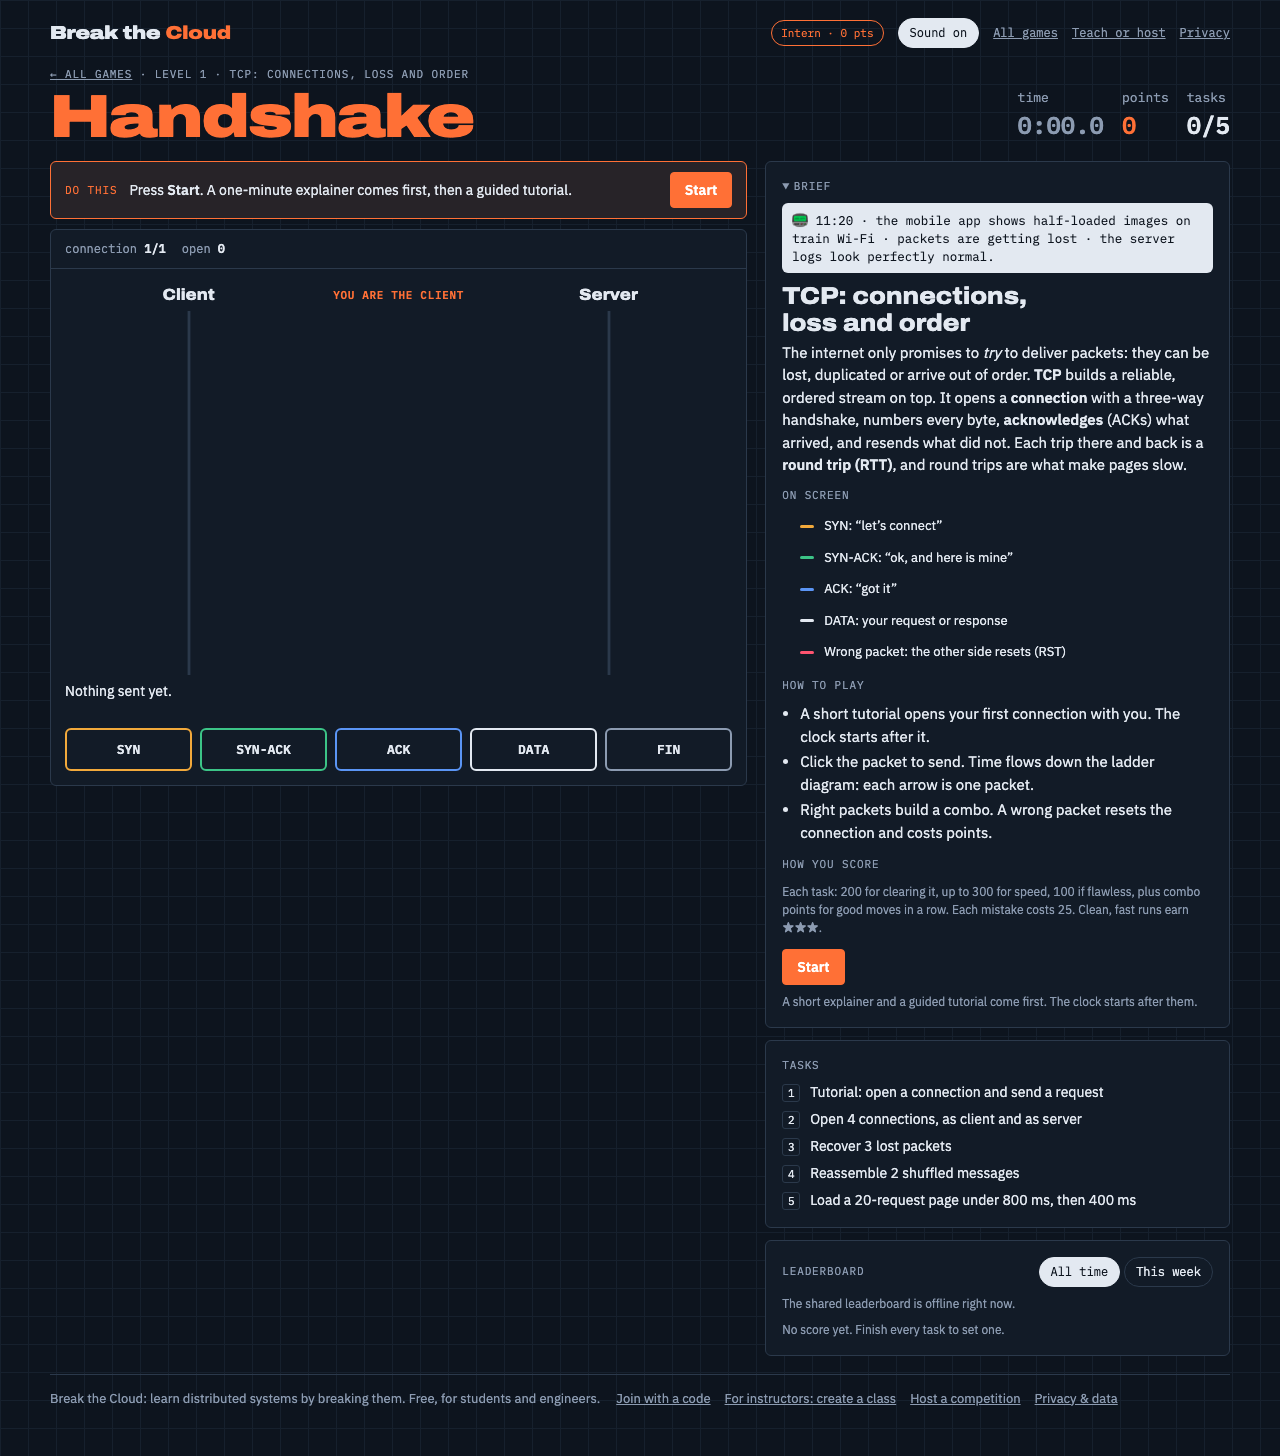 Break the Cloud
Intern · 0 pts
Sound on
All games
Teach or host
Privacy
← ALL GAMES · LEVEL 1 · TCP: CONNECTIONS, LOSS AND ORDER
Handshake
time
0:00.0
points
0
tasks
0/5
DO THIS Press Start. A one-minute explainer comes first, then a guided tutorial.
Start
connection 1/1 open 0
Client
YOU ARE THE CLIENT
Server
Nothing sent yet.
SYN
SYN-ACK
ACK
DATA
FIN
▼ BRIEF
11:20 · the mobile app shows half-loaded images on
train Wi-Fi · packets are getting lost · the server
logs look perfectly normal.
TCP: connections,
loss and order
The internet only promises to try to deliver packets: they can be
lost, duplicated or arrive out of order. TCP builds a reliable,
ordered stream on top. It opens a connection with a three-way
handshake, numbers every byte, acknowledges (ACKs) what
arrived, and resends what did not. Each trip there and back is a
round trip (RTT), and round trips are what make pages slow.
ON SCREEN
SYN: “let’s connect”
SYN-ACK: “ok, and here is mine”
ACK: “got it”
DATA: your request or response
Wrong packet: the other side resets (RST)
HOW TO PLAY
• A short tutorial opens your first connection with you. The
clock starts after it.
• Click the packet to send. Time flows down the ladder
diagram: each arrow is one packet.
• Right packets build a combo. A wrong packet resets the
connection and costs points.
HOW YOU SCORE
Each task: 200 for clearing it, up to 300 for speed, 100 if flawless, plus combo
points for good moves in a row. Each mistake costs 25. Clean, fast runs earn
★★★.
Start
A short explainer and a guided tutorial come first. The clock starts after them.
TASKS
1 Tutorial: open a connection and send a request
2 Open 4 connections, as client and as server
3 Recover 3 lost packets
4 Reassemble 2 shuffled messages
5 Load a 20-request page under 800 ms, then 400 ms
LEADERBOARD
All time
This week
The shared leaderboard is offline right now.
No score yet. Finish every task to set one.
Break the Cloud: learn distributed systems by breaking them. Free, for students and engineers.
Join with a code
For instructors: create a class
Host a competition
Privacy & data